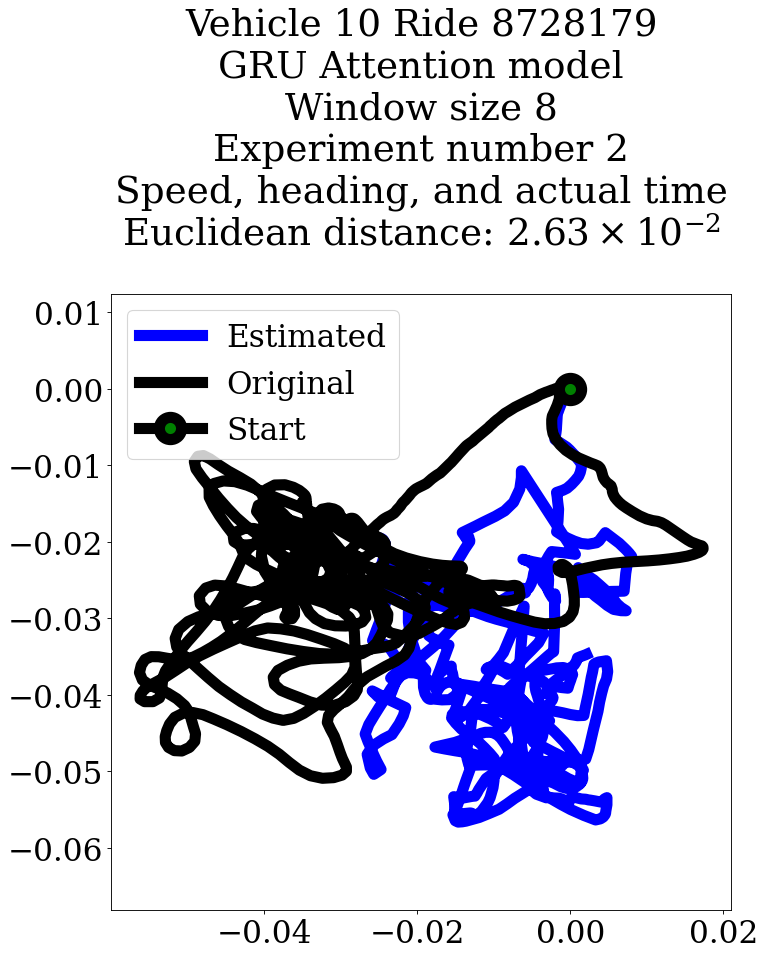 Vehicle 10 Ride 8728179
GRU Attention model
Window size 8
Experiment number 2
Speed, heading, and actual time
Euclidean distance: 2.63 × 10⁻²
Estimated
Original
Start
0.01
0.00
−0.01
−0.02
−0.03
−0.04
−0.05
−0.06
−0.04
−0.02
0.00
0.02